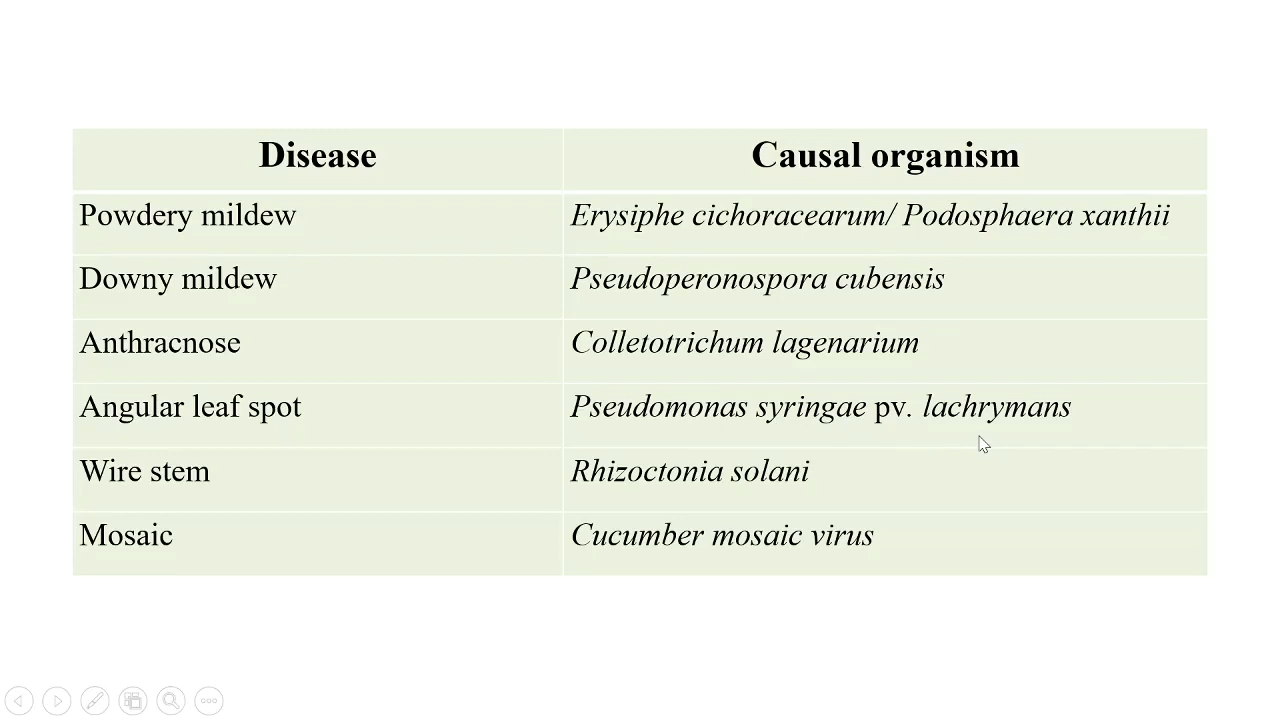 Disease Causal organism
Powdery mildew Erysiphe cichoracearum/ Podosphaera xanthii
Downy mildew Pseudoperonospora cubensis
Anthracnose Colletotrichum lagenarium
Angular leaf spot Pseudomonas syringae pv. lachrymans
Wire stem Rhizoctonia solani
Mosaic Cucumber mosaic virus